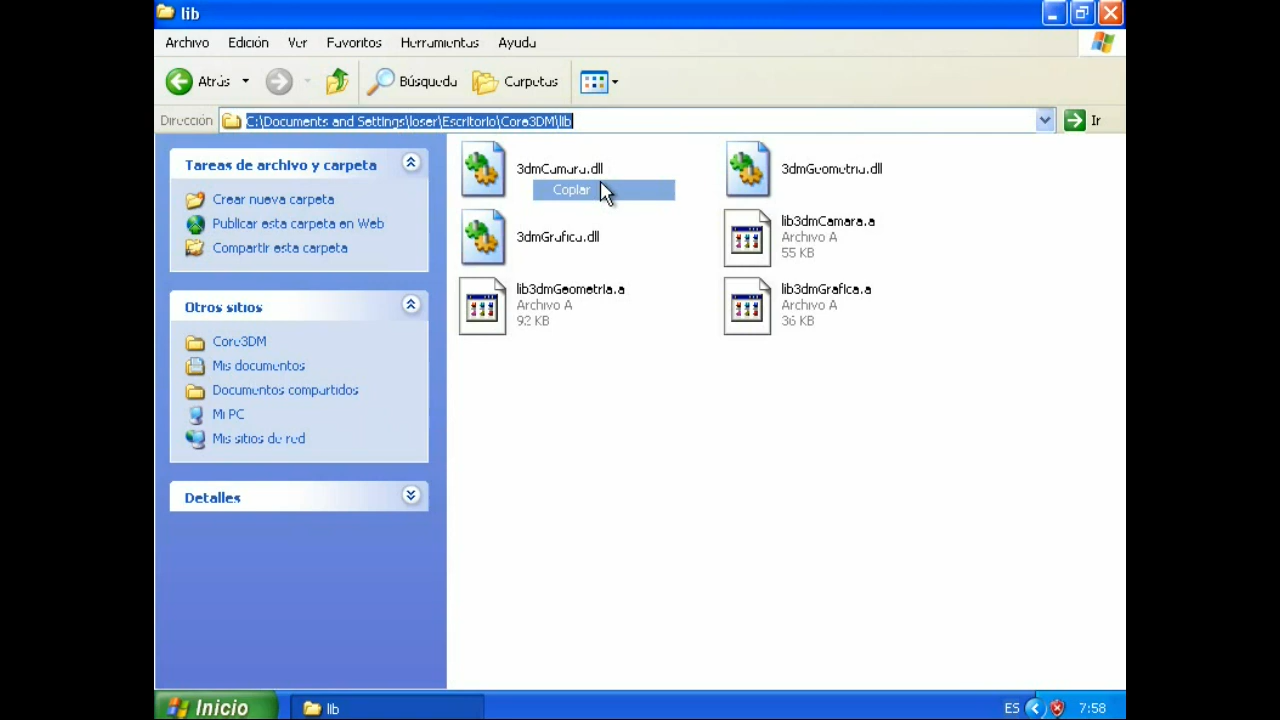 lib
Archivo Edición Ver Favoritos Herramientas Ayuda
Atrás Búsqueda Carpetas
Dirección C:\Documents and Settings\loser\Escritorio\Core3DM\lib Ir
Tareas de archivo y carpeta
Crear nueva carpeta
Publicar esta carpeta en Web
Compartir esta carpeta
Otros sitios
Core3DM
Mis documentos
Documentos compartidos
Mi PC
Mis sitios de red
Detalles
3dmCamara.dll
Copiar
3dmGeometria.dll
3dmGrafica.dll
lib3dmCamara.a
Archivo A
55 KB
lib3dmGeometria.a
Archivo A
92 KB
lib3dmGrafica.a
Archivo A
36 KB
Inicio lib ES 7:58